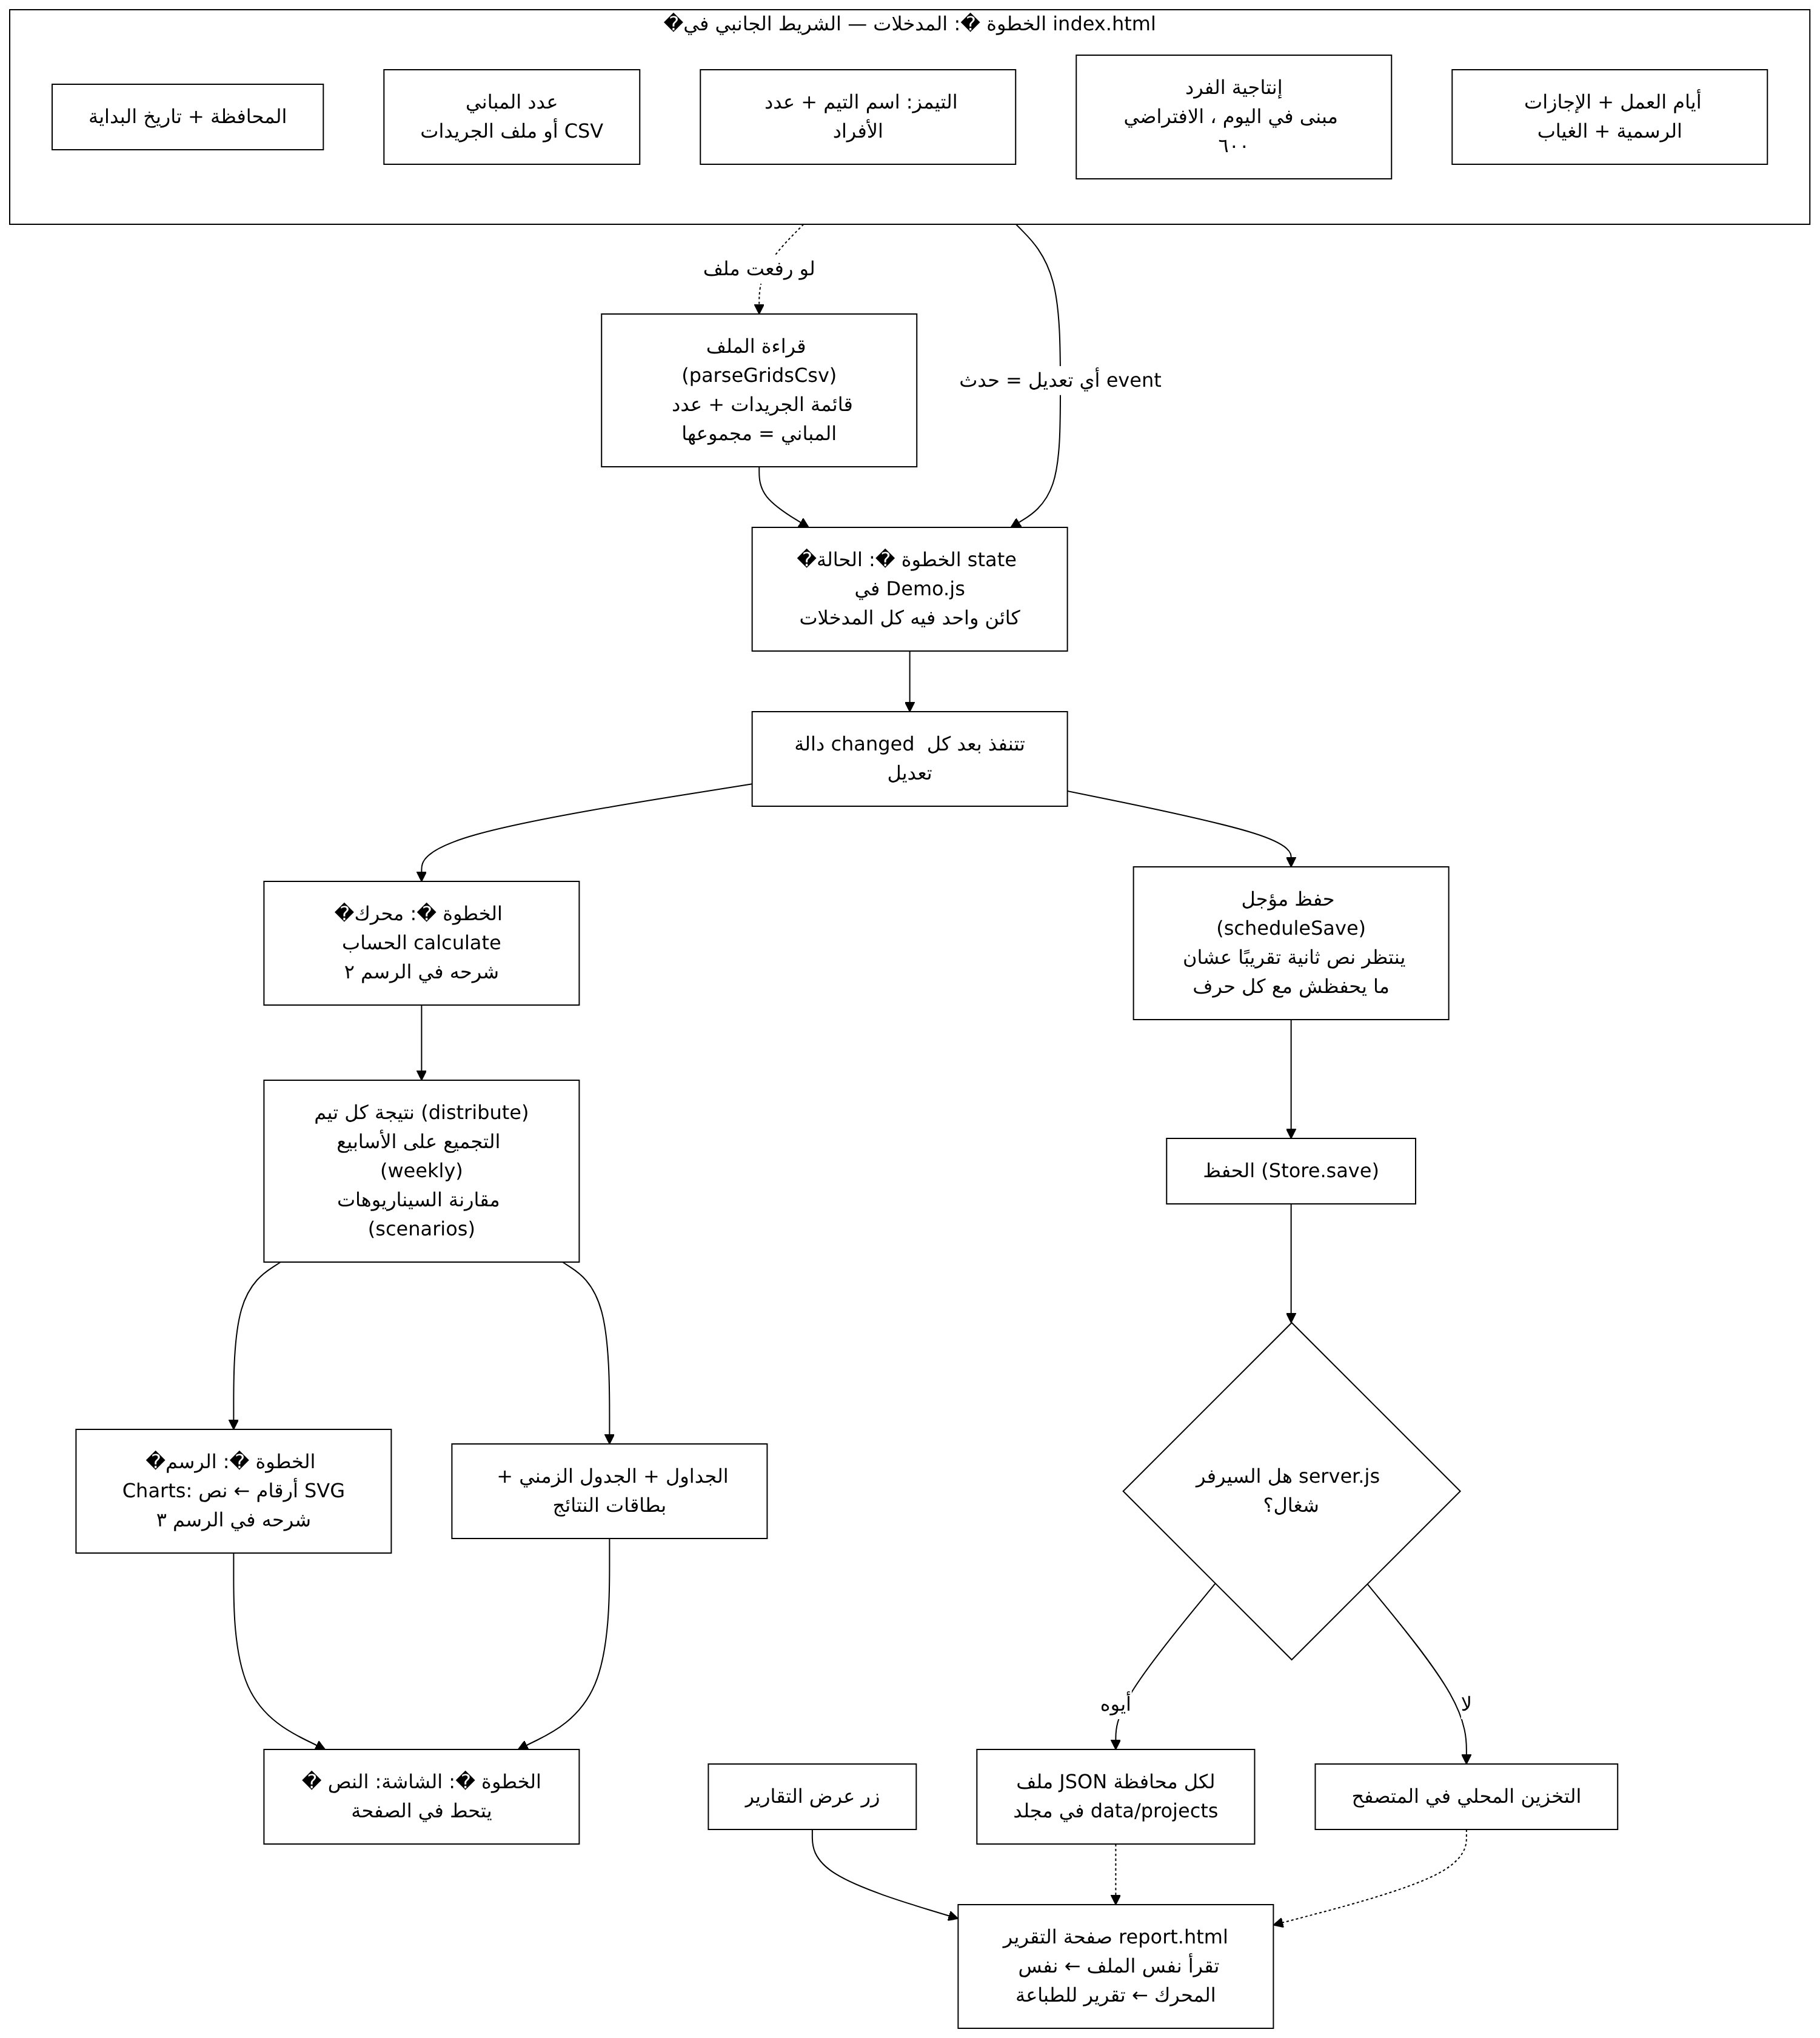 الخطوة �: المدخلات — الشريط الجانبي في� index.html
المحافظة + تاريخ البداية
عدد المباني
أو ملف الجريدات CSV
التيمز: اسم التيم + عدد
الأفراد
إنتاجية الفرد
مبنى في اليوم ، الافتراضي
٦٠٠
أيام العمل + الإجازات
الرسمية + الغياب
لو رفعت ملف
أي تعديل = حدث event
قراءة الملف
(parseGridsCsv)
قائمة الجريدات + عدد
المباني = مجموعها
الخطوة �: الحالة� state
في Demo.js
كائن واحد فيه كل المدخلات
دالة changed تتنفذ بعد كل
تعديل
الخطوة �: محرك�
الحساب calculate
شرحه في الرسم ٢
حفظ مؤجل
(scheduleSave)
ينتظر نص ثانية تقريبًا عشان
ما يحفظش مع كل حرف
نتيجة كل تيم (distribute)
التجميع على الأسابيع
(weekly)
مقارنة السيناريوهات
(scenarios)
الحفظ (Store.save)
هل السيرفر server.js
شغال؟
الخطوة �: الرسم�
Charts: أرقام ← نص SVG
شرحه في الرسم ٣
الجداول + الجدول الزمني +
بطاقات النتائج
أيوه
لا
الخطوة �: الشاشة: النص �
يتحط في الصفحة
زر عرض التقارير
ملف JSON لكل محافظة
في مجلد data/projects
التخزين المحلي في المتصفح
صفحة التقرير report.html
تقرأ نفس الملف ← نفس
المحرك ← تقرير للطباعة